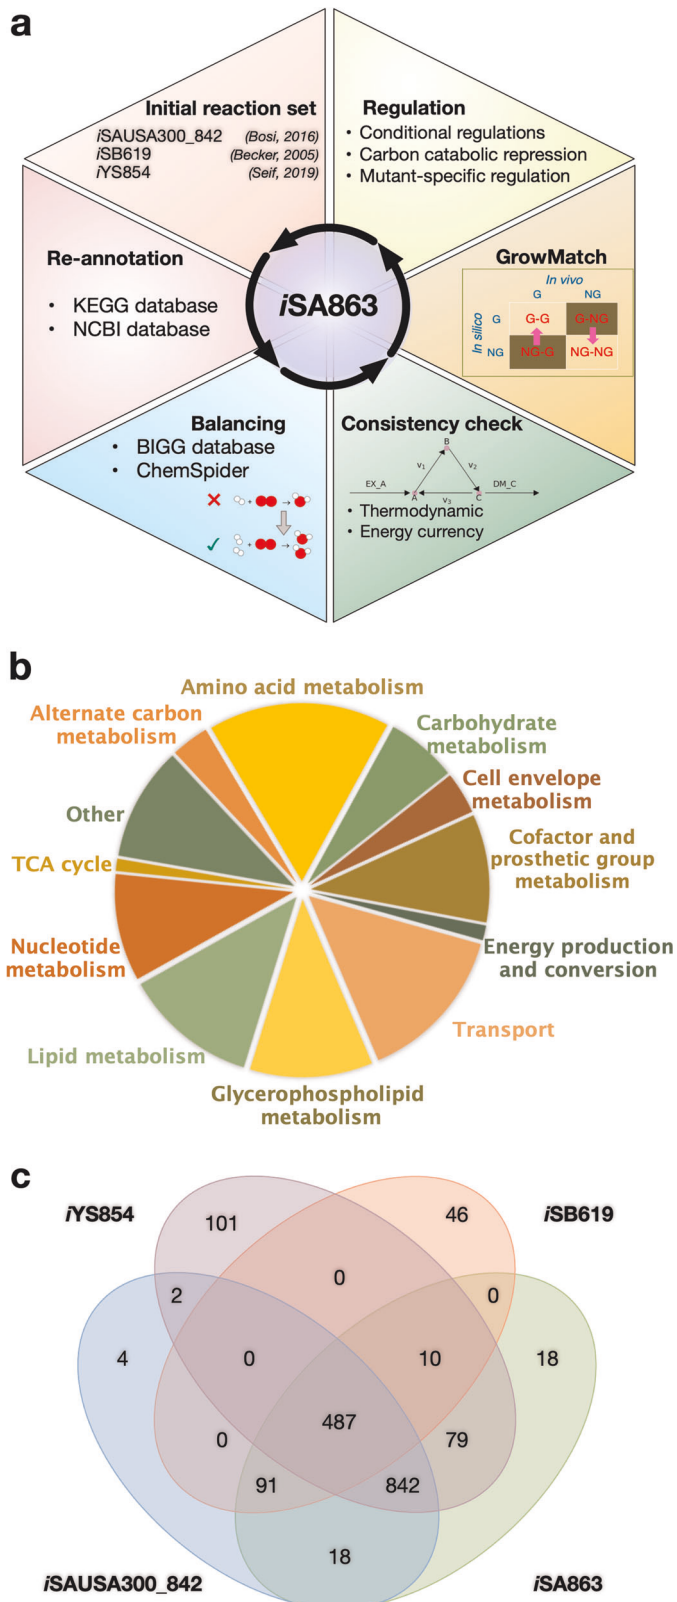 a
Initial reaction set
iSAUSA300_842 (Bosi, 2016)
iSB619 (Becker, 2005)
iYS854 (Seif, 2019)
Regulation
• Conditional regulations
• Carbon catabolic repression
• Mutant-specific regulation
Re-annotation
• KEGG database
• NCBI database
iSA863
GrowMatch
In vivo
G NG
In silico
G G-G G-NG
NG NG-G NG-NG
Balancing
• BIGG database
• ChemSpider
✗ + →
✓ + →
Consistency check
B
v1 v2
EX_A DM_C
A v3 C
• Thermodynamic
• Energy currency
b
Amino acid metabolism
Alternate carbon
metabolism
Carbohydrate
metabolism
Cell envelope
metabolism
Other
Cofactor and
prosthetic group
metabolism
TCA cycle
Nucleotide
metabolism
Energy production
and conversion
Transport
Lipid metabolism
Glycerophospholipid
metabolism
c
iYS854
101
46
iSB619
0
2
0
4
0
10
18
487
0
79
91
842
18
iSAUSA300_842
iSA863